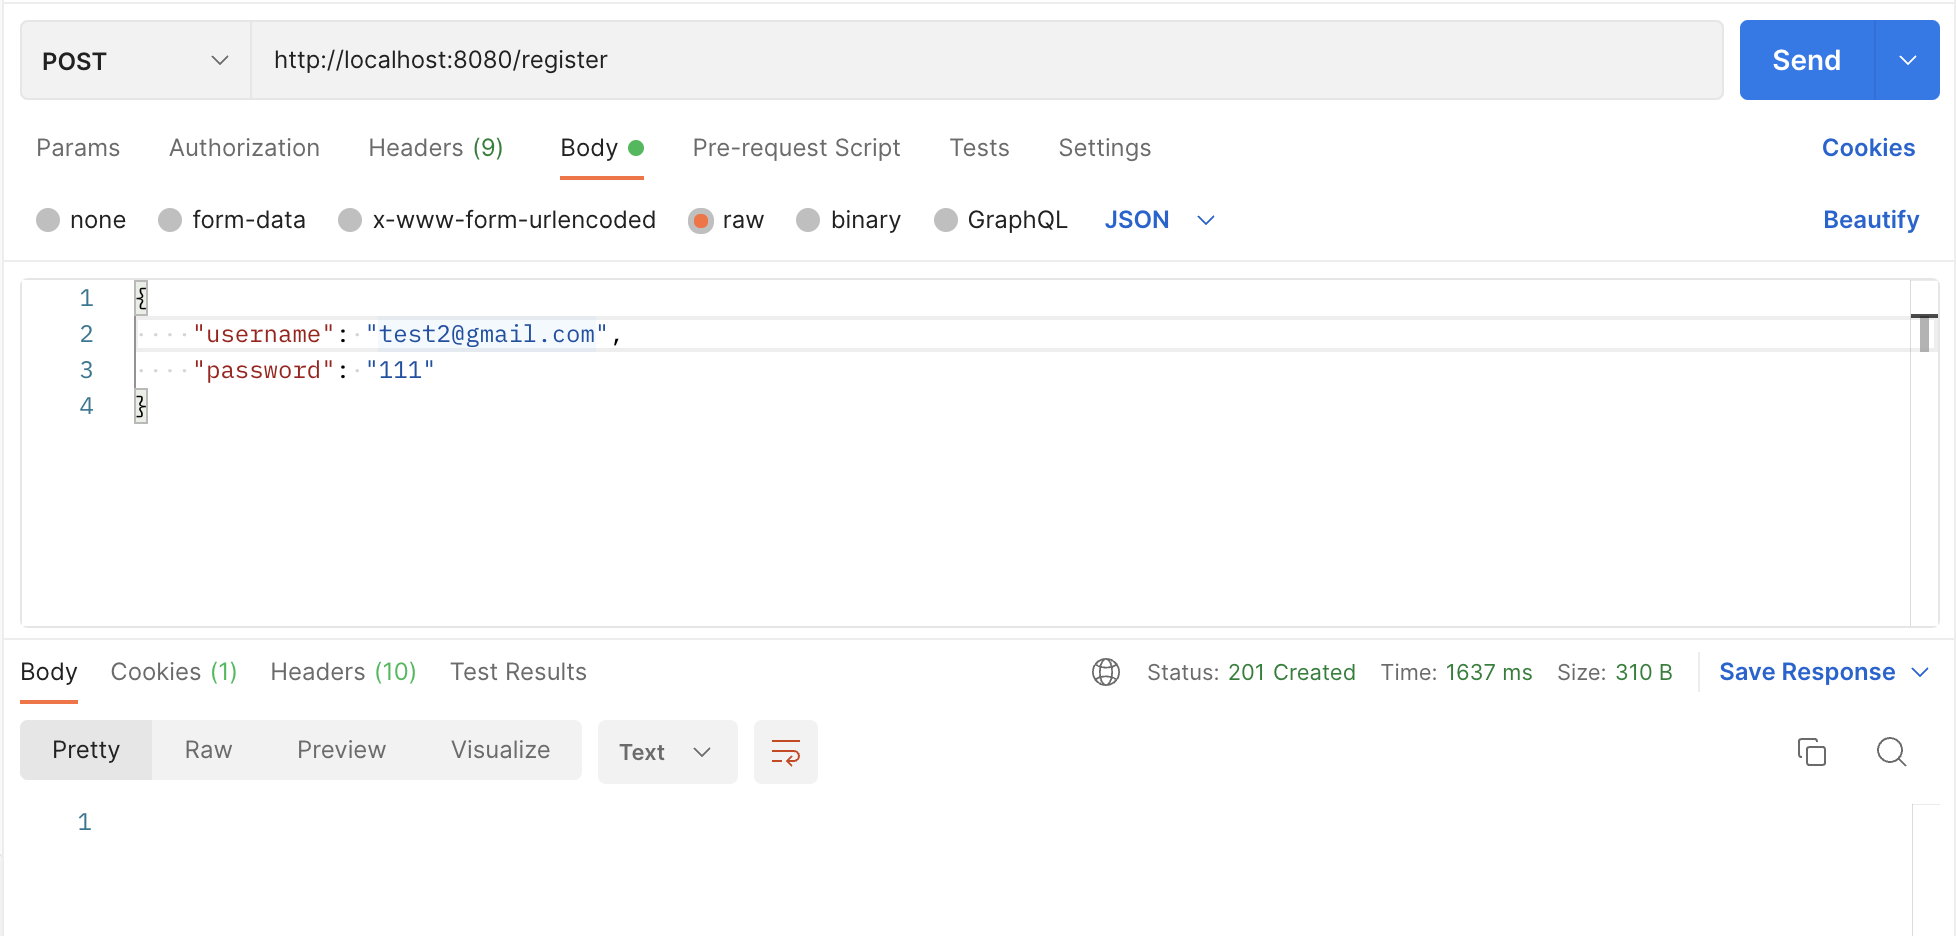 POST http://localhost:8080/register Send
Params Authorization Headers (9) Body Pre-request Script Tests Settings Cookies
none form-data x-www-form-urlencoded raw binary GraphQL JSON Beautify
1 {
2 "username": "test2@gmail.com",
3 "password": "111"
4 }
Body Cookies (1) Headers (10) Test Results Status: 201 Created Time: 1637 ms Size: 310 B Save Response
Pretty Raw Preview Visualize Text
1